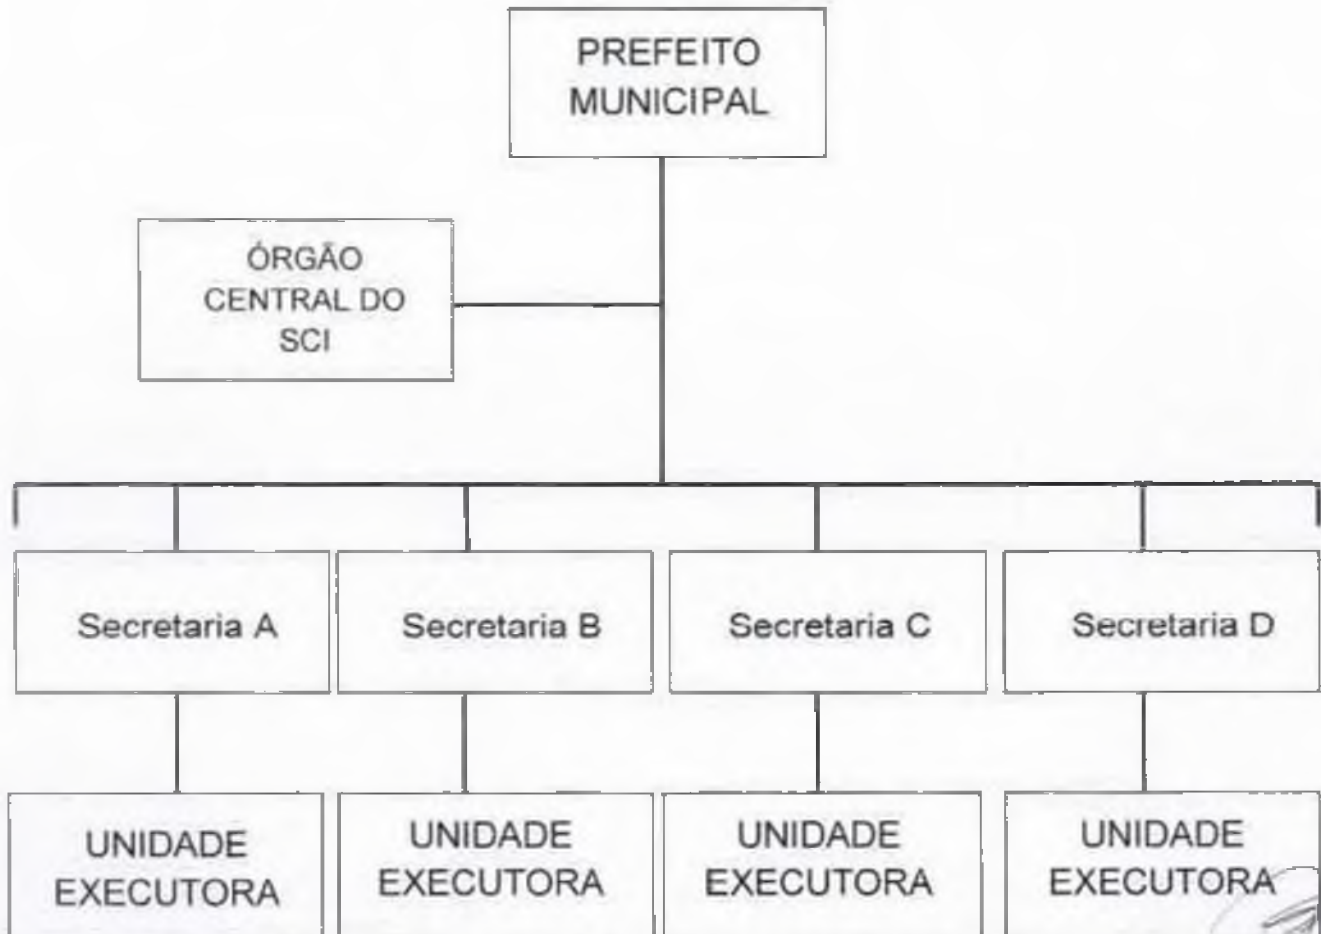 PREFEITO
MUNICIPAL
ÓRGÃO
CENTRAL DO
SCI
Secretaria A
Secretaria B
Secretaria C
Secretaria D
UNIDADE
EXECUTORA
UNIDADE
EXECUTORA
UNIDADE
EXECUTORA
UNIDADE
EXECUTORA